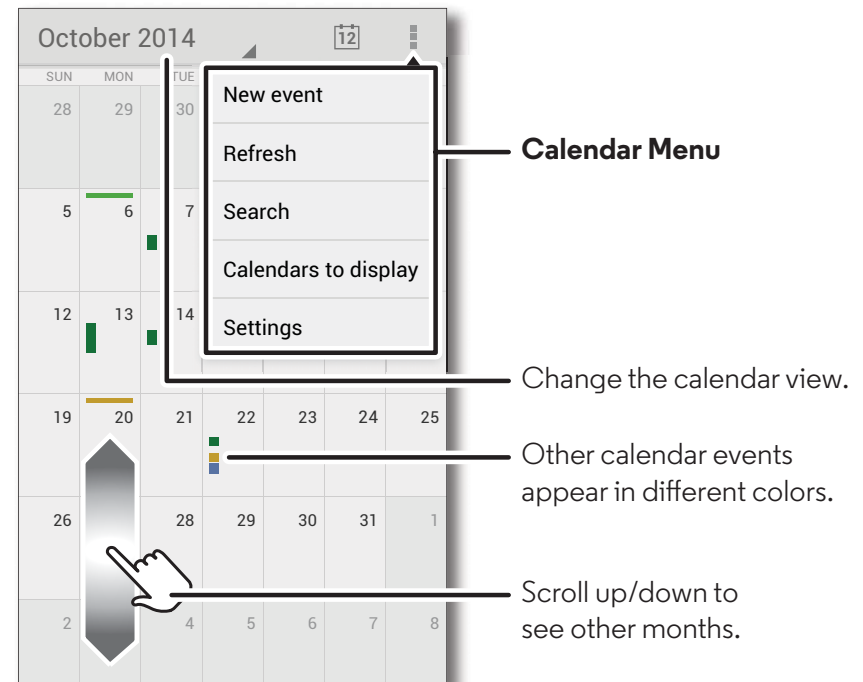 October 2014
12
SUN MON TUE
28 29 30
New event
Refresh
Calendar Menu
5 6 7
Search
Calendars to display
12 13 14
Settings
Change the calendar view.
19 20 21 22 23 24 25
Other calendar events
appear in different colors.
26 28 29 30 31 1
Scroll up/down to
see other months.
2 4 5 6 7 8